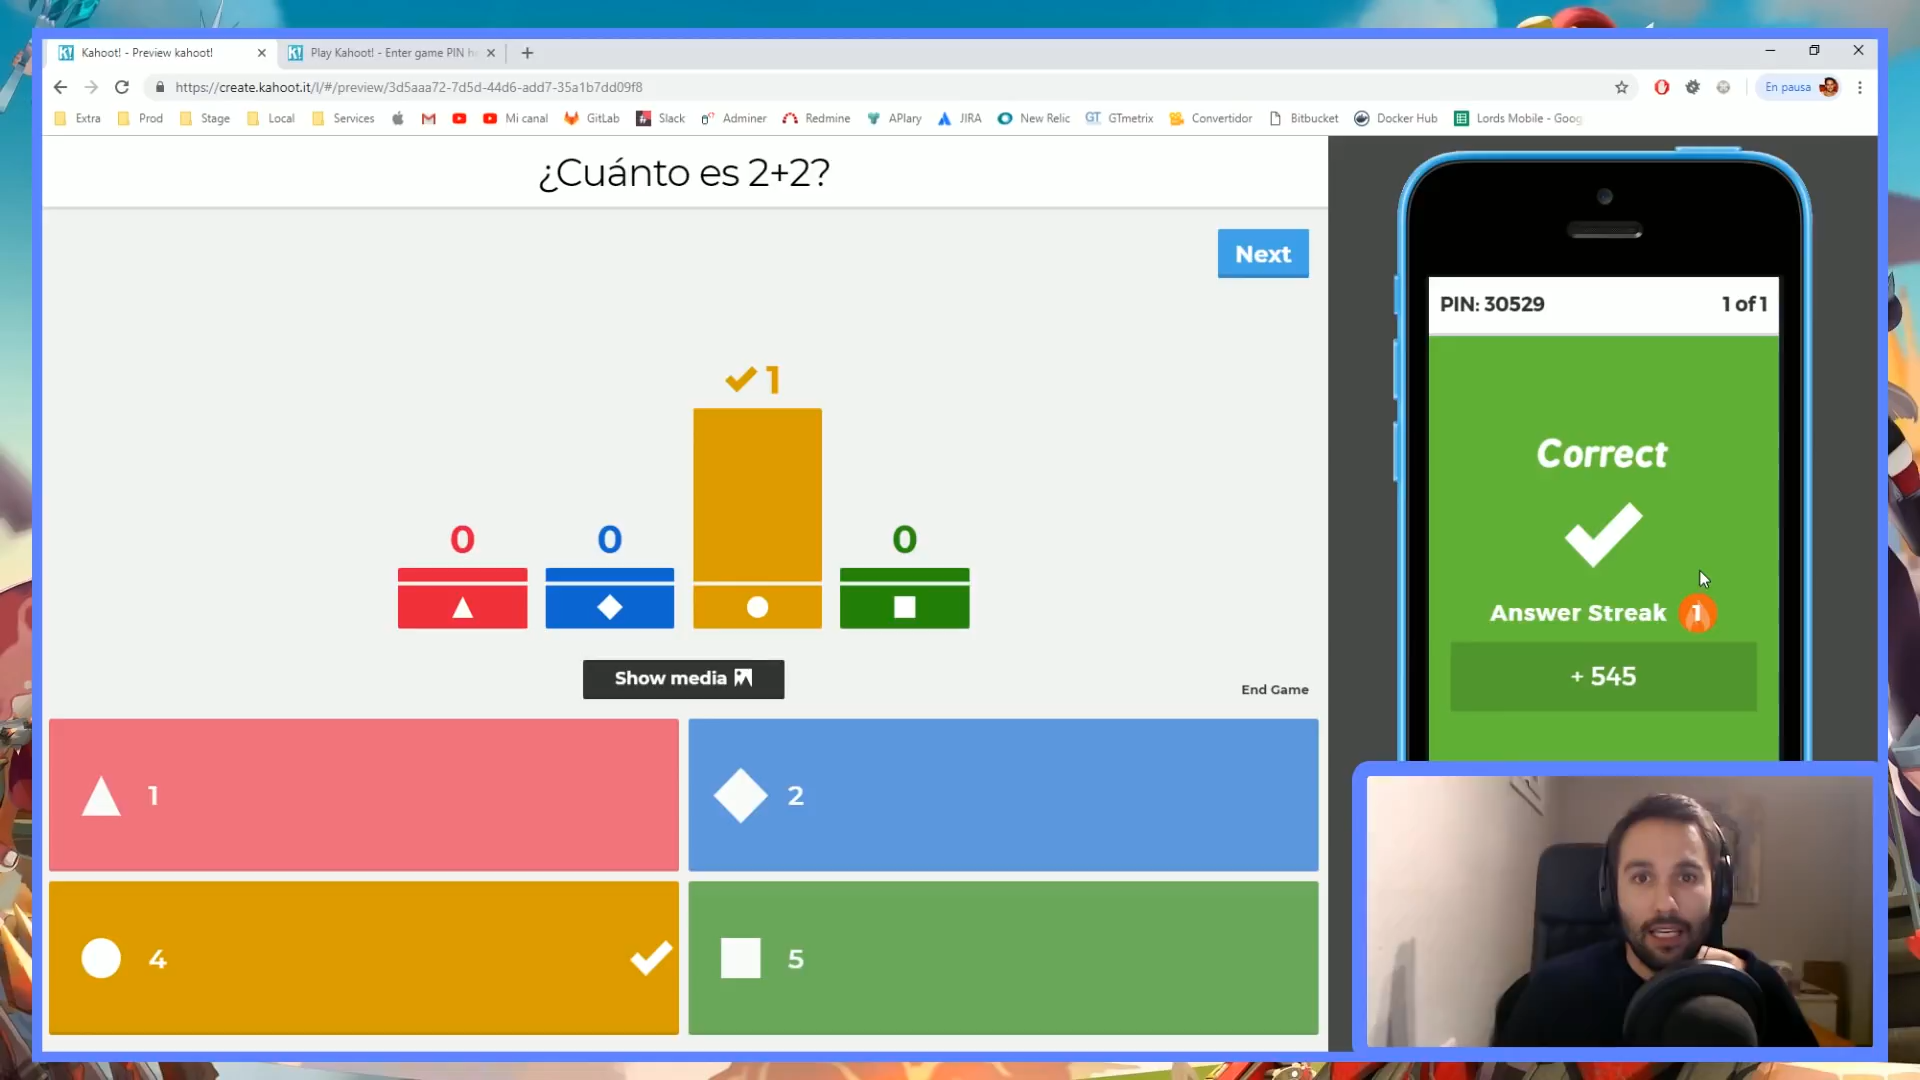 Kahoot! - Preview kahoot!
Play Kahoot! - Enter game PIN h
https://create.kahoot.it/l/#/preview/3d5aaa72-7d5d-44d6-add7-35a1b7dd09f8
En pausa
Extra Prod Stage Local Services Mi canal GitLab Slack Adminer Redmine APIary JIRA New Relic GT GTmetrix Convertidor Bitbucket Docker Hub Lords Mobile - Goog
¿Cuánto es 2+2?
Next
PIN: 30529 1 of 1
1
Correct
0 0 0
Answer Streak 1
+ 545
Show media
End Game
1
2
4
5